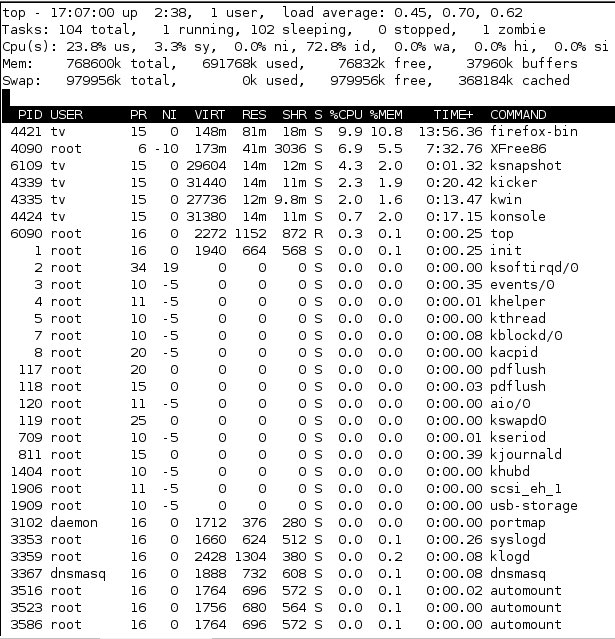 top - 17:07:00 up  2:38,  1 user,  load average: 0.45, 0.70, 0.62
Tasks: 104 total,   1 running, 102 sleeping,   0 stopped,   1 zombie
Cpu(s): 23.8% us,  3.3% sy,  0.0% ni, 72.8% id,  0.0% wa,  0.0% hi,  0.0% si
Mem:    768600k total,   691768k used,    76832k free,    37960k buffers
Swap:   979956k total,        0k used,   979956k free,   368184k cached
PID USER      PR  NI  VIRT  RES  SHR S %CPU %MEM    TIME+  COMMAND
4421 tv        15   0  148m  81m  18m S  9.9 10.8  13:56.36 firefox-bin
4090 root       6 -10  173m  41m 3036 S  6.9  5.5   7:32.76 XFree86
6109 tv        15   0 29604  14m  12m S  4.3  2.0   0:01.32 ksnapshot
4339 tv        15   0 31440  14m  11m S  2.3  1.9   0:20.42 kicker
4335 tv        15   0 27736  12m 9.8m S  2.0  1.6   0:13.47 kwin
4424 tv        15   0 31380  14m  11m S  0.7  2.0   0:17.15 konsole
6090 root      16   0  2272 1152  872 R  0.3  0.1   0:00.25 top
1 root      16   0  1940  664  568 S  0.0  0.1   0:00.25 init
2 root      34  19     0    0    0 S  0.0  0.0   0:00.00 ksoftirqd/0
3 root      10  -5     0    0    0 S  0.0  0.0   0:00.35 events/0
4 root      11  -5     0    0    0 S  0.0  0.0   0:00.01 khelper
5 root      10  -5     0    0    0 S  0.0  0.0   0:00.00 kthread
7 root      10  -5     0    0    0 S  0.0  0.0   0:00.08 kblockd/0
8 root      20  -5     0    0    0 S  0.0  0.0   0:00.00 kacpid
117 root      20   0     0    0    0 S  0.0  0.0   0:00.00 pdflush
118 root      15   0     0    0    0 S  0.0  0.0   0:00.03 pdflush
120 root      11  -5     0    0    0 S  0.0  0.0   0:00.00 aio/0
119 root      25   0     0    0    0 S  0.0  0.0   0:00.00 kswapd0
709 root      10  -5     0    0    0 S  0.0  0.0   0:00.01 kseriod
811 root      15   0     0    0    0 S  0.0  0.0   0:00.39 kjournald
1404 root      10  -5     0    0    0 S  0.0  0.0   0:00.00 khubd
1906 root      11  -5     0    0    0 S  0.0  0.0   0:00.00 scsi_eh_1
1909 root      10  -5     0    0    0 S  0.0  0.0   0:00.00 usb-storage
3102 daemon    16   0  1712  376  280 S  0.0  0.0   0:00.00 portmap
3353 root      16   0  1660  624  512 S  0.0  0.1   0:00.26 syslogd
3359 root      16   0  2428 1304  380 S  0.0  0.2   0:00.08 klogd
3367 dnsmasq   16   0  1888  732  608 S  0.0  0.1   0:00.08 dnsmasq
3516 root      16   0  1764  696  572 S  0.0  0.1   0:00.02 automount
3523 root      16   0  1756  680  564 S  0.0  0.1   0:00.00 automount
3586 root      16   0  1764  696  572 S  0.0  0.1   0:00.00 automount